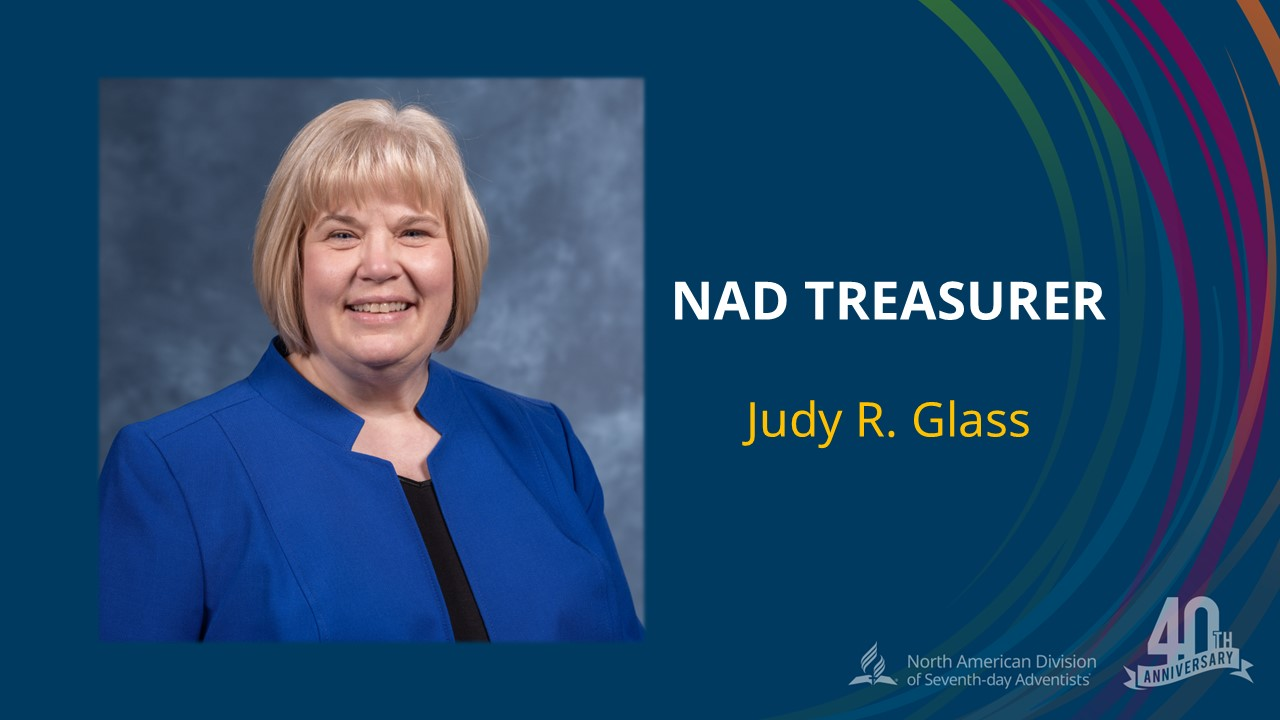 NAD TREASURER
Judy R. Glass
North American Division
of Seventh-day Adventists
40TH
ANNIVERSARY